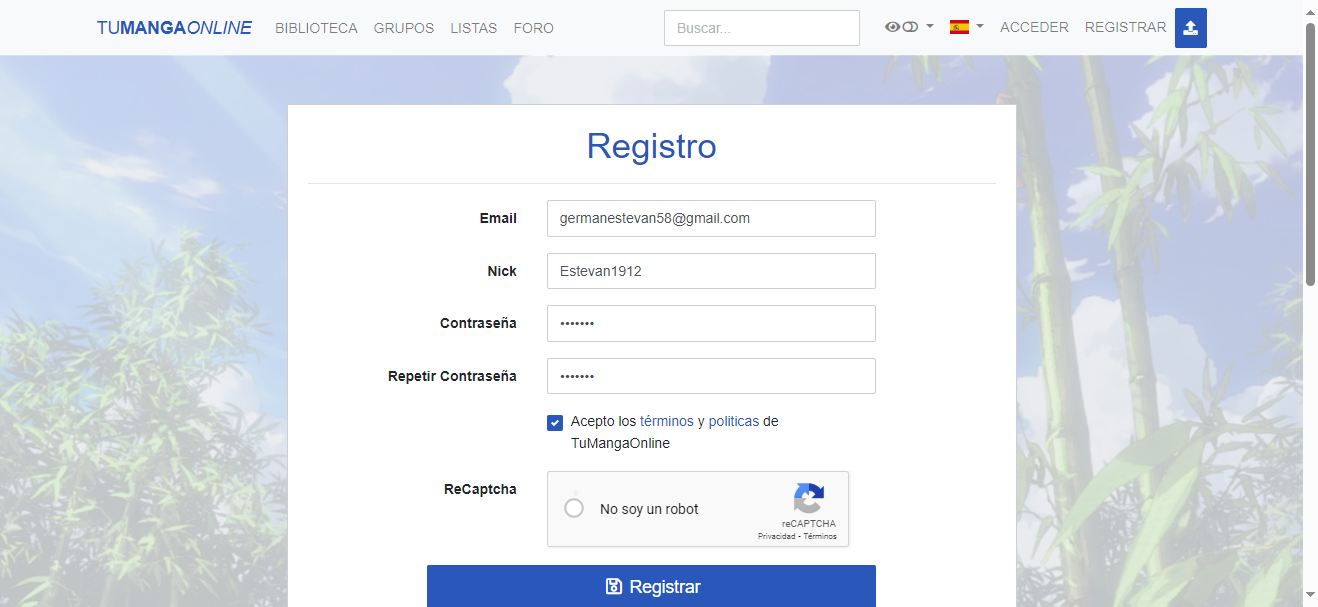 TUMANGAONLINE BIBLIOTECA GRUPOS LISTAS FORO Buscar... ACCEDER REGISTRAR
Registro
Email germanestevan58@gmail.com
Nick Estevan1912
Contraseña •••••••
Repetir Contraseña •••••••
Acepto los términos y politicas de
TuMangaOnline
ReCaptcha No soy un robot
reCAPTCHA
Privacidad - Términos
Registrar